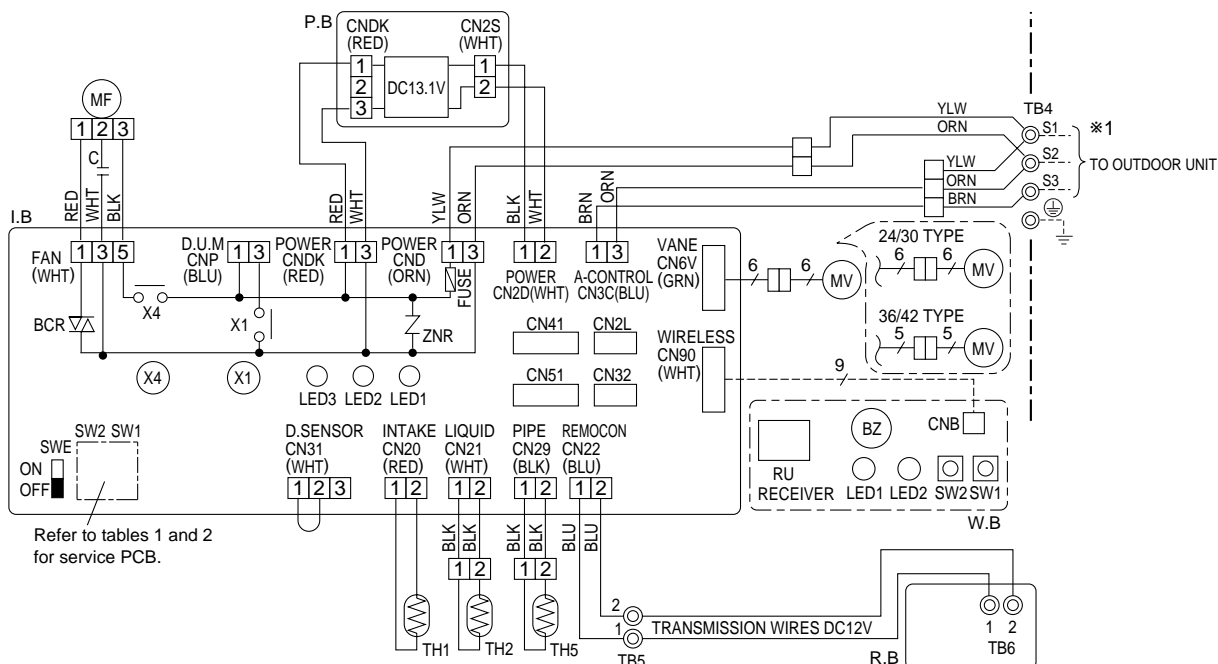 P.B
CNDK
(RED)
CN2S
(WHT)
1
2
3
DC13.1V
1
2
MF
1 2 3
C
RED
WHT
BLK
RED
WHT
YLW
ORN
BLK
WHT
BRN
ORN
YLW
ORN
TB4
S1
S2
S3
※1
TO OUTDOOR UNIT
YLW
ORN
BRN
I.B
FAN
(WHT)
1 3 5
D.U.M
CNP
(BLU)
1 3
POWER
CNDK
(RED)
1 3
POWER
CND
(ORN)
1 3
FUSE
1 2
POWER
CN2D(WHT)
1 3
A-CONTROL
CN3C(BLU)
VANE
CN6V
(GRN)
6
6
MV
24/30 TYPE
6
6
MV
36/42 TYPE
5
5
MV
BCR
X4
X1
ZNR
X4
X1
LED3 LED2 LED1
CN41
CN2L
CN51
CN32
WIRELESS
CN90
(WHT)
9
RU
RECEIVER
BZ
CNB
LED1 LED2 SW2 SW1
W.B
SWE
ON
OFF
SW2 SW1
Refer to tables 1 and 2
for service PCB.
D.SENSOR
CN31
(WHT)
1 2 3
INTAKE
CN20
(RED)
1 2
LIQUID
CN21
(WHT)
1 2
PIPE
CN29
(BLK)
1 2
REMOCON
CN22
(BLU)
1 2
BLK
BLK
BLK
BLK
BLU
BLU
1 2
1 2
TH1
TH2
TH5
2
1
TB5
TRANSMISSION WIRES DC12V
1 2
TB6
R.B